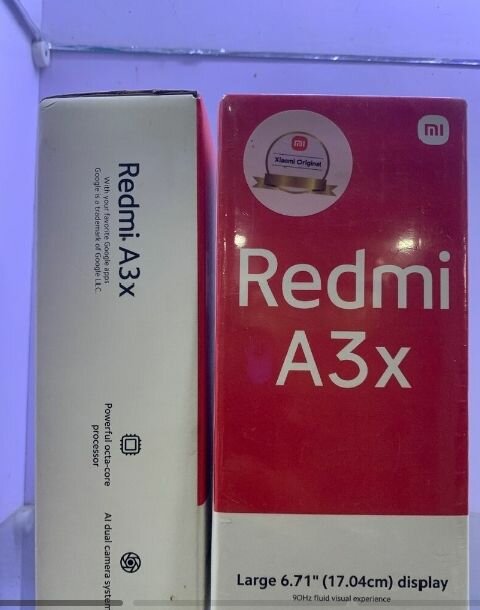 Redmi A3x
With your favorite Google apps
Google is a trademark of Google LLC.
Powerful octa-core
processor
AI dual camera system
mi
Xiaomi Original
mi
Redmi
A3x
Large 6.71" (17.04cm) display
90Hz fluid visual experience